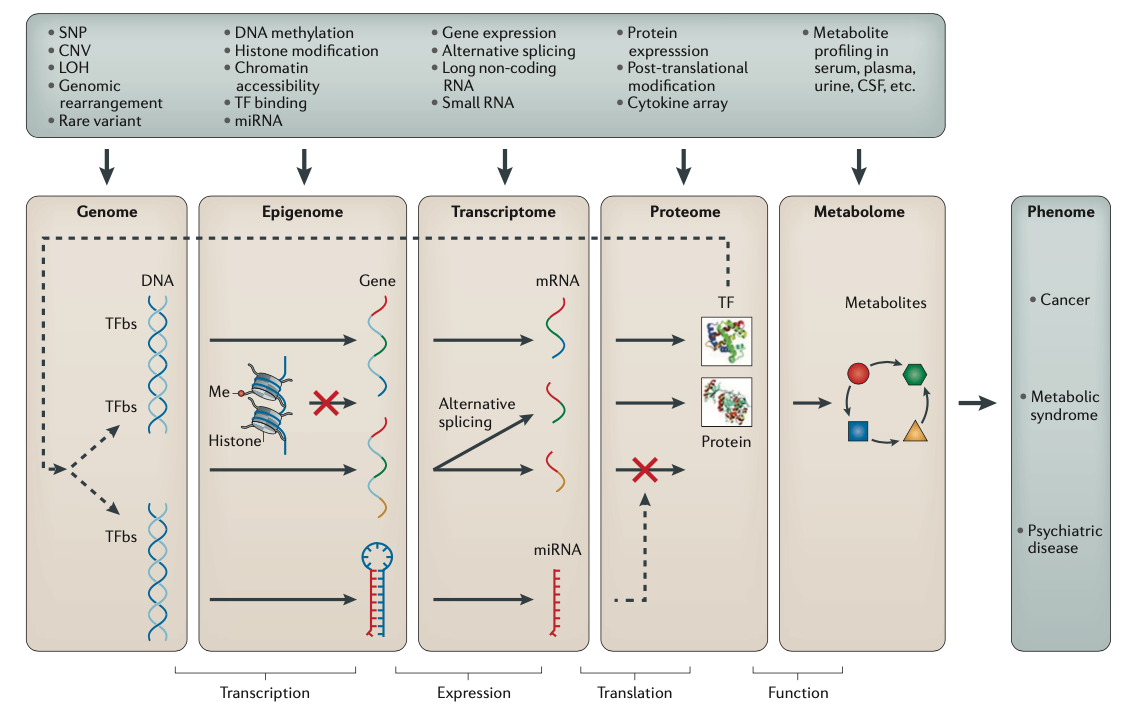 • SNP
• CNV
• LOH
• Genomic
rearrangement
• Rare variant
• DNA methylation
• Histone modification
• Chromatin
accessibility
• TF binding
• miRNA
• Gene expression
• Alternative splicing
• Long non-coding
RNA
• Small RNA
• Protein
expresssion
• Post-translational
modification
• Cytokine array
• Metabolite
profiling in
serum, plasma,
urine, CSF, etc.
Genome
Epigenome
Transcriptome
Proteome
Metabolome
Phenome
DNA
TFbs
TFbs
TFbs
Gene
Me
Histone
mRNA
Alternative
splicing
miRNA
TF
Protein
Metabolites
• Cancer
• Metabolic
syndrome
• Psychiatric
disease
Transcription
Expression
Translation
Function